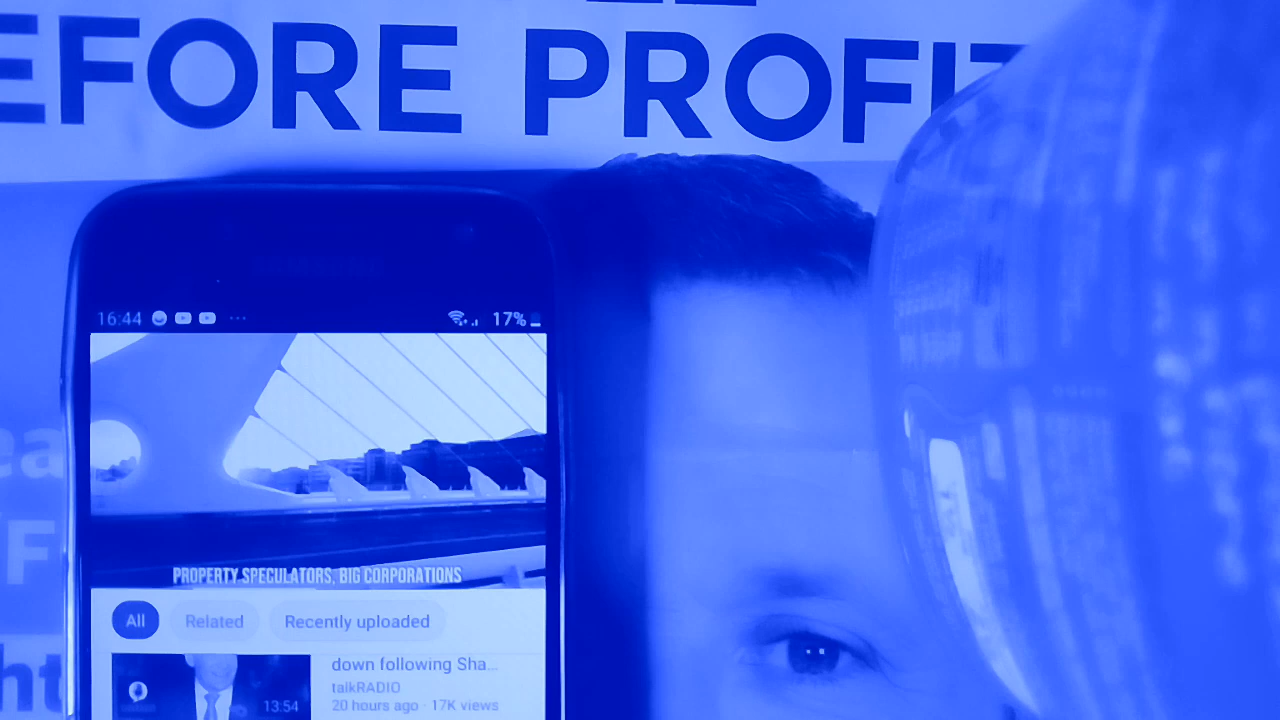 EFORE PROFIT
16:44
17%
PROPERTY SPECULATORS, BIG CORPORATIONS
All
Related
Recently uploaded
down following Sha...
talkRADIO
20 hours ago · 17K views
13:54